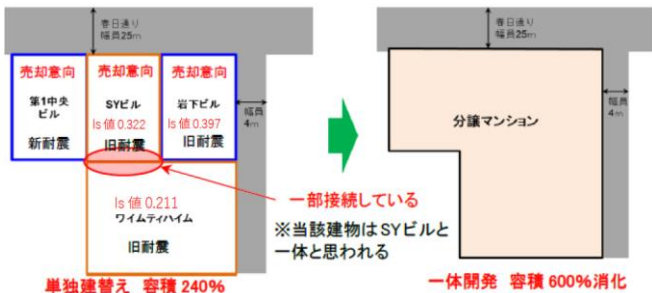 春日通り
幅員25m
売却意向
第1中央
ビル
新耐震
売却意向
SYビル
Is値 0.322
旧耐震
売却意向
岩下ビル
Is値 0.397
旧耐震
幅員
4m
Is値 0.211
ワイムティハイム
旧耐震
一部接続している
※当該建物はSYビルと
一体と思われる
単独建替え 容積 240%
春日通り
幅員25m
分譲マンション
幅員
4m
一体開発 容積 600%消化